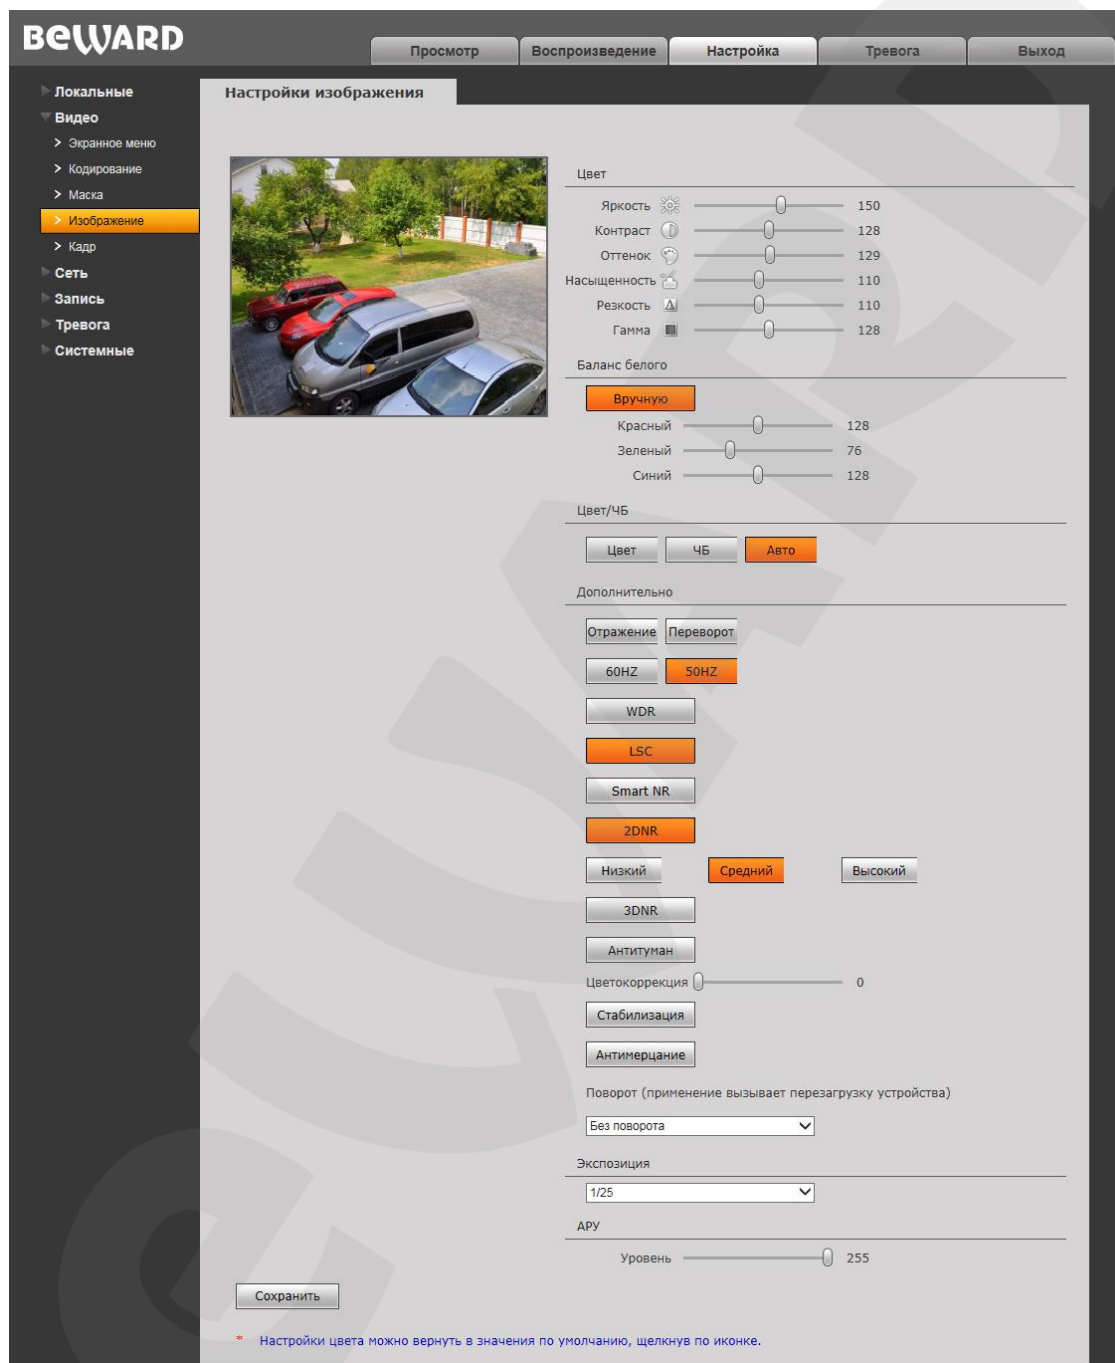 BEWARD
Просмотр Воспроизведение Настройка Тревога Выход
Локальные
Видео
> Экранное меню
> Кодирование
> Маска
> Изображение
> Кадр
Сеть
Запись
Тревога
Системные
Настройки изображения
Цвет
Яркость 150
Контраст 128
Оттенок 129
Насыщенность 110
Резкость 110
Гамма 128
Баланс белого
Вручную
Красный 128
Зеленый 76
Синий 128
Цвет/ЧБ
Цвет ЧБ Авто
Дополнительно
Отражение Переворот
60HZ 50HZ
WDR
LSC
Smart NR
2DNR
Низкий Средний Высокий
3DNR
Антитуман
Цветокоррекция 0
Стабилизация
Антимерцание
Поворот (применение вызывает перезагрузку устройства)
Без поворота
Экспозиция
1/25
АРУ
Уровень 255
Сохранить
* Настройки цвета можно вернуть в значения по умолчанию, щелкнув по иконке.